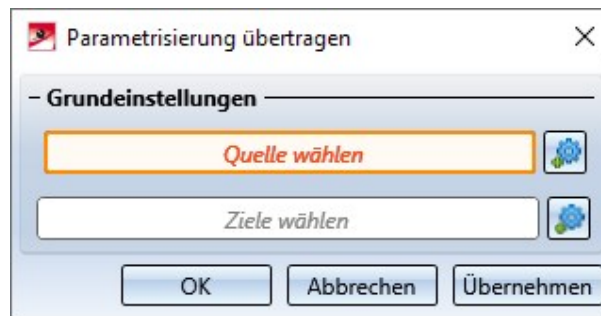 Parametrisierung übertragen
Grundeinstellungen
Quelle wählen
Ziele wählen
OK Abbrechen Übernehmen